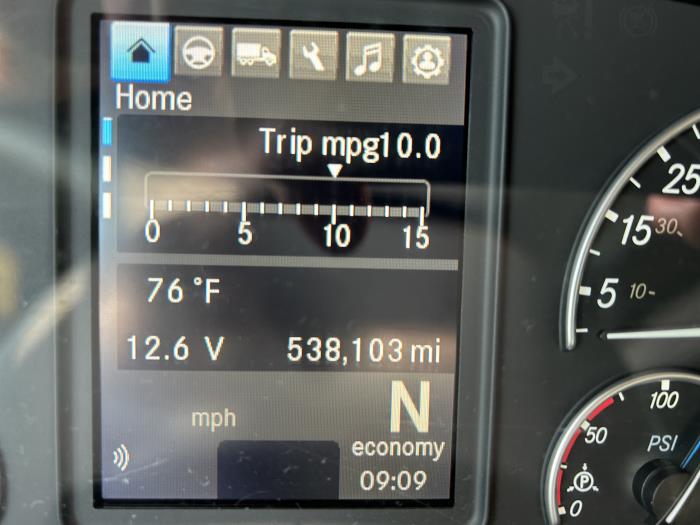 Home
Trip mpg10.0
0 5 10 15
76 °F
12.6 V 538,103 mi
mph
N
economy
09:09
25
15 30-
5 10-
100
50
PSI
P
0